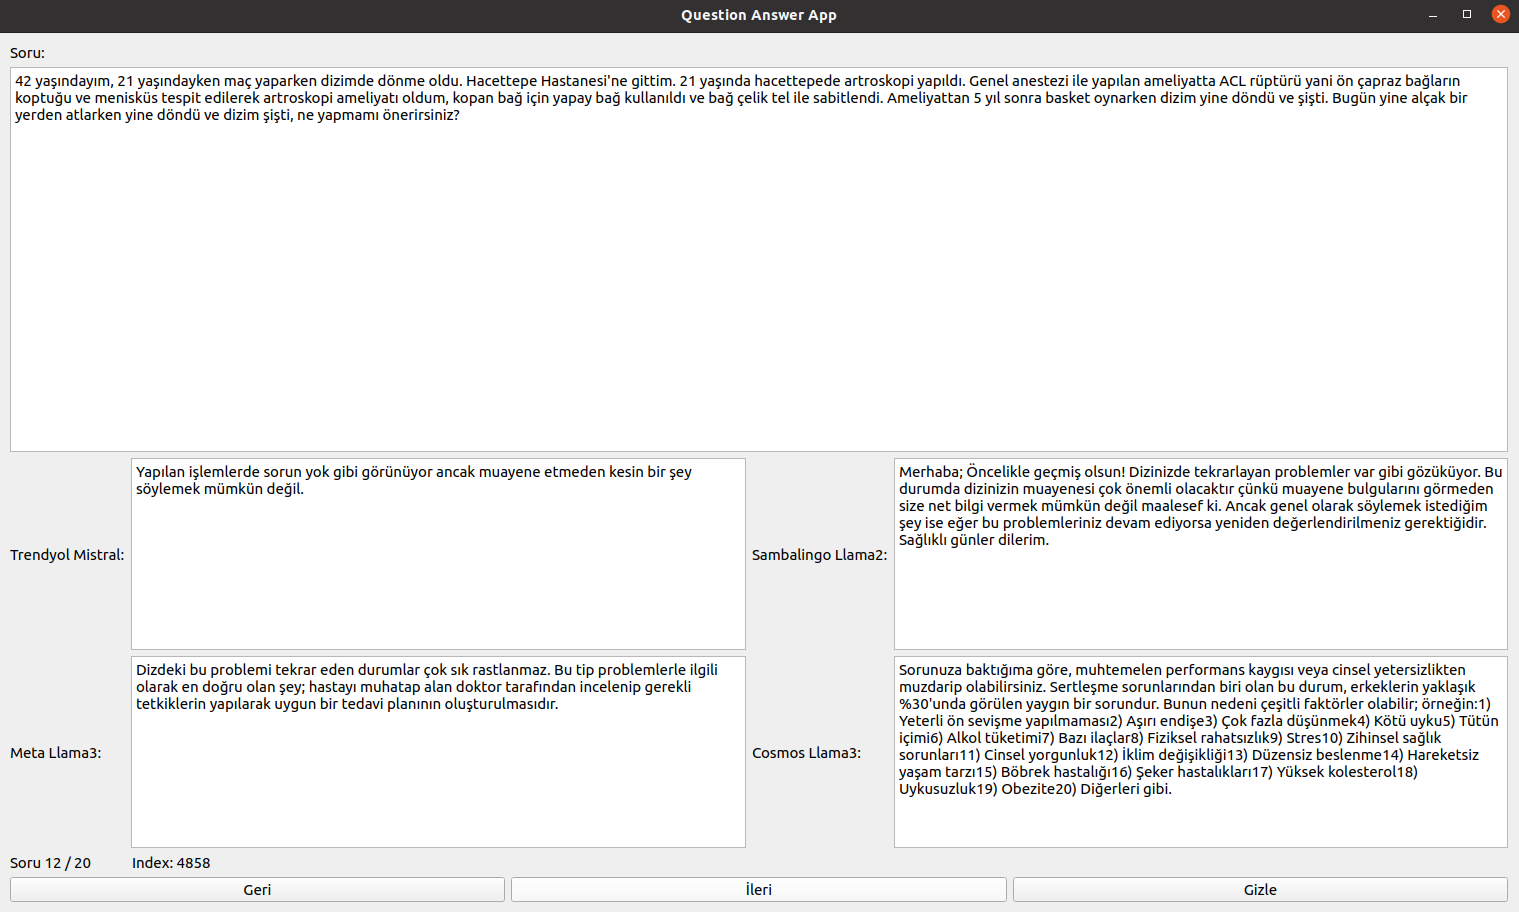 Question Answer App
Soru:
42 yaşındayım, 21 yaşındayken maç yaparken dizimde dönme oldu. Hacettepe Hastanesi'ne gittim. 21 yaşında hacettepede artroskopi yapıldı. Genel anestezi ile yapılan ameliyatta ACL rüptürü yani ön çapraz bağların
koptuğu ve menisküs tespit edilerek artroskopi ameliyatı oldum, kopan bağ için yapay bağ kullanıldı ve bağ çelik tel ile sabitlendi. Ameliyattan 5 yıl sonra basket oynarken dizim yine döndü ve şişti. Bugün yine alçak bir
yerden atlarken yine döndü ve dizim şişti, ne yapmamı önerirsiniz?
Trendyol Mistral:
Yapılan işlemlerde sorun yok gibi görünüyor ancak muayene etmeden kesin bir şey
söylemek mümkün değil.
Sambalingo Llama2:
Merhaba; Öncelikle geçmiş olsun! Dizinizde tekrarlayan problemler var gibi gözüküyor. Bu
durumda dizinizin muayenesi çok önemli olacaktır çünkü muayene bulgularını görmeden
size net bilgi vermek mümkün değil maalesef ki. Ancak genel olarak söylemek istediğim
şey ise eğer bu problemleriniz devam ediyorsa yeniden değerlendirilmeniz gerektiğidir.
Sağlıklı günler dilerim.
Meta Llama3:
Dizdeki bu problemi tekrar eden durumlar çok sık rastlanmaz. Bu tip problemlerle ilgili
olarak en doğru olan şey; hastayı muhatap alan doktor tarafından incelenip gerekli
tetkiklerin yapılarak uygun bir tedavi planının oluşturulmasıdır.
Cosmos Llama3:
Sorunuza baktığıma göre, muhtemelen performans kaygısı veya cinsel yetersizlikten
muzdarip olabilirsiniz. Sertleşme sorunlarından biri olan bu durum, erkeklerin yaklaşık
%30'unda görülen yaygın bir sorundur. Bunun nedeni çeşitli faktörler olabilir; örneğin:1)
Yeterli ön sevişme yapılmaması2) Aşırı endişe3) Çok fazla düşünmek4) Kötü uyku5) Tütün
içimi6) Alkol tüketimi7) Bazı ilaçlar8) Fiziksel rahatsızlık9) Stres10) Zihinsel sağlık
sorunları11) Cinsel yorgunluk12) İklim değişikliği13) Düzensiz beslenme14) Hareketsiz
yaşam tarzı15) Böbrek hastalığı16) Şeker hastalıkları17) Yüksek kolesterol18)
Uykusuzluk19) Obezite20) Diğerleri gibi.
Soru 12 / 20 Index: 4858
Geri İleri Gizle